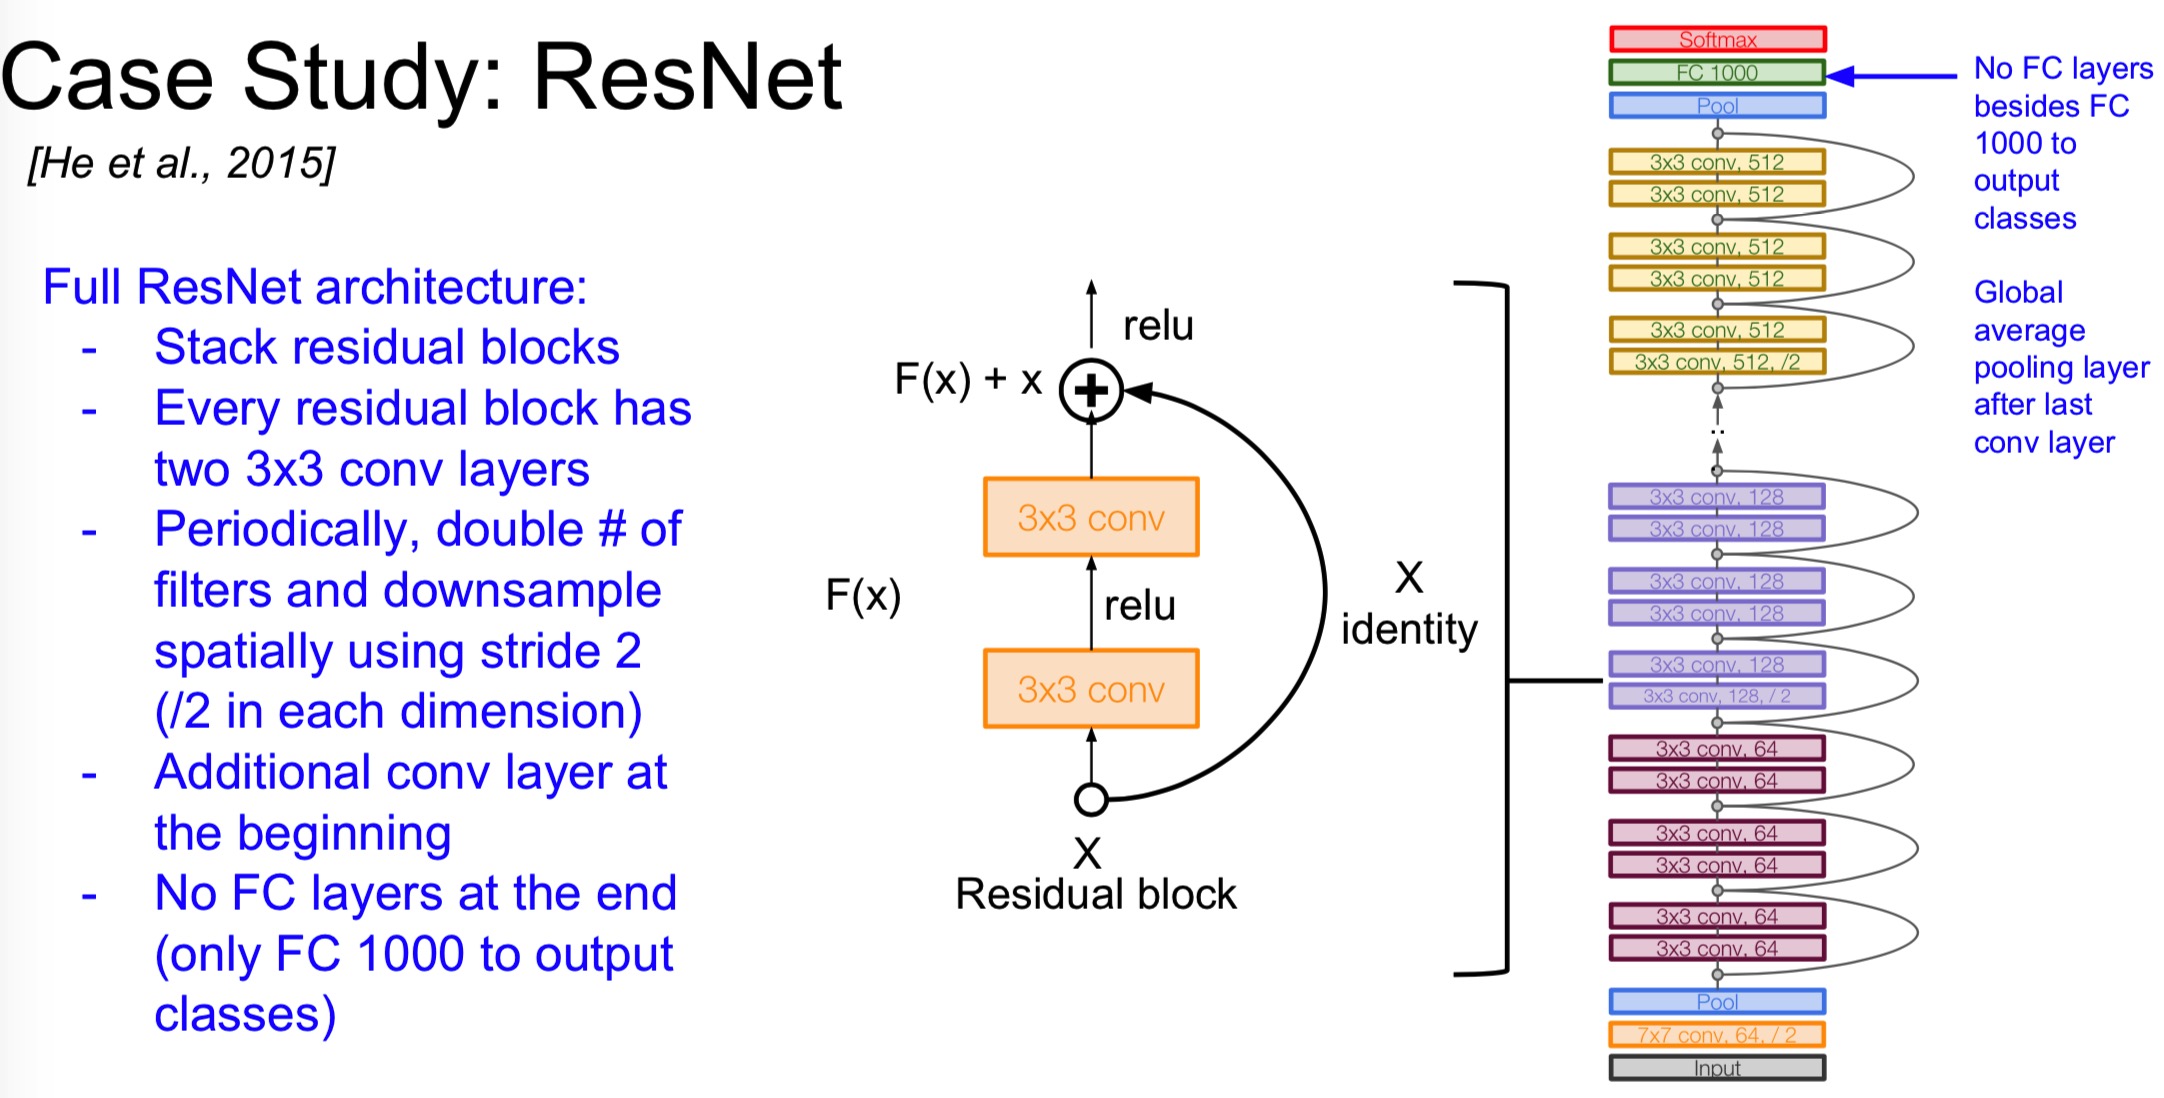 Case Study: ResNet
[He et al., 2015]
Full ResNet architecture:
- Stack residual blocks
- Every residual block has
two 3x3 conv layers
- Periodically, double # of
filters and downsample
spatially using stride 2
(/2 in each dimension)
- Additional conv layer at
the beginning
- No FC layers at the end
(only FC 1000 to output
classes)
relu
F(x) + x
+
3x3 conv
F(x)
relu
X
identity
3x3 conv
X
Residual block
Softmax
FC 1000
Pool
3x3 conv, 512
3x3 conv, 512
3x3 conv, 512
3x3 conv, 512
3x3 conv, 512
3x3 conv, 512, /2
..
3x3 conv, 128
3x3 conv, 128
3x3 conv, 128
3x3 conv, 128
3x3 conv, 128
3x3 conv, 128, / 2
3x3 conv, 64
3x3 conv, 64
3x3 conv, 64
3x3 conv, 64
3x3 conv, 64
3x3 conv, 64
Pool
7x7 conv, 64, / 2
Input
No FC layers
besides FC
1000 to
output
classes
Global
average
pooling layer
after last
conv layer